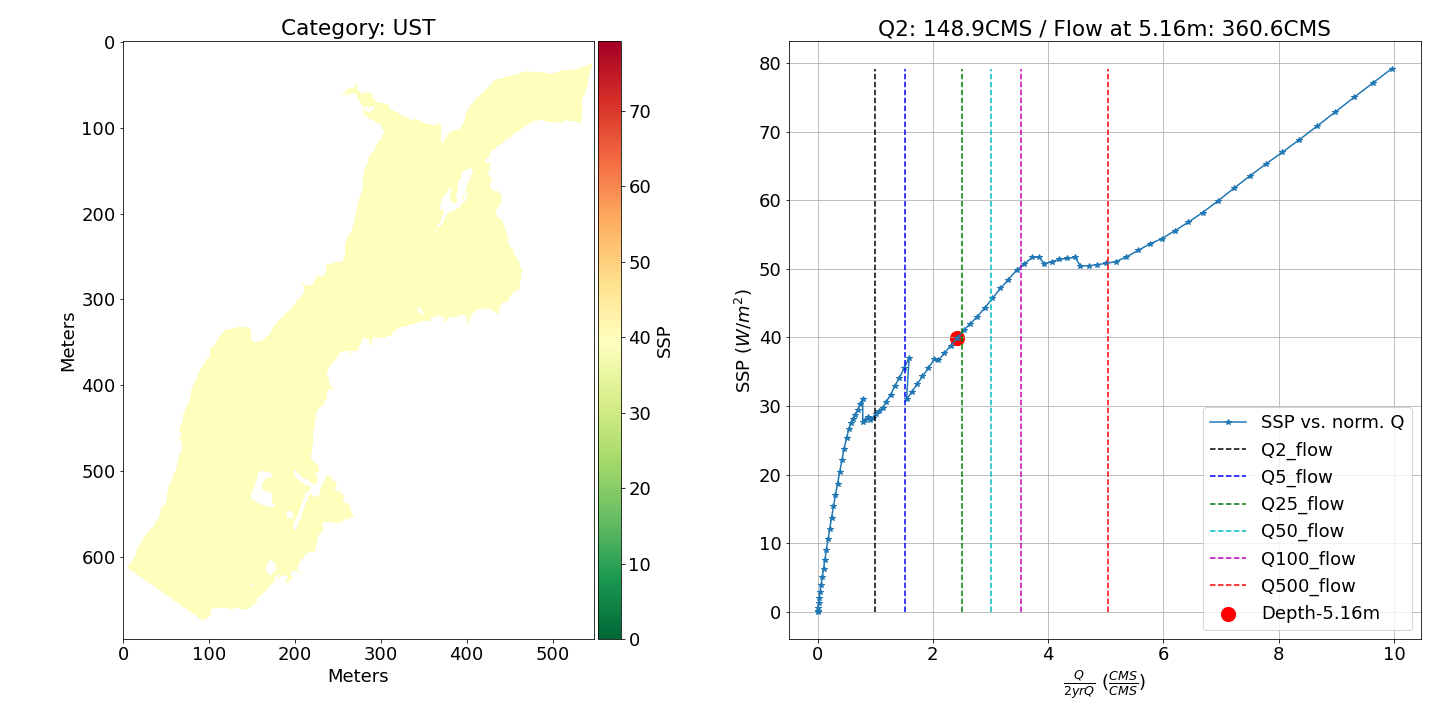 Category: UST
0
100
200
300
400
500
600
Meters
0 100 200 300 400 500
Meters
70
60
50
40
30
20
10
0
SSP
Q2: 148.9CMS / Flow at 5.16m: 360.6CMS
80
70
60
50
40
30
20
10
0
SSP (W/m²)
0 2 4 6 8 10
Q/2yrQ (CMS/CMS)
SSP vs. norm. Q
Q2_flow
Q5_flow
Q25_flow
Q50_flow
Q100_flow
Q500_flow
Depth-5.16m